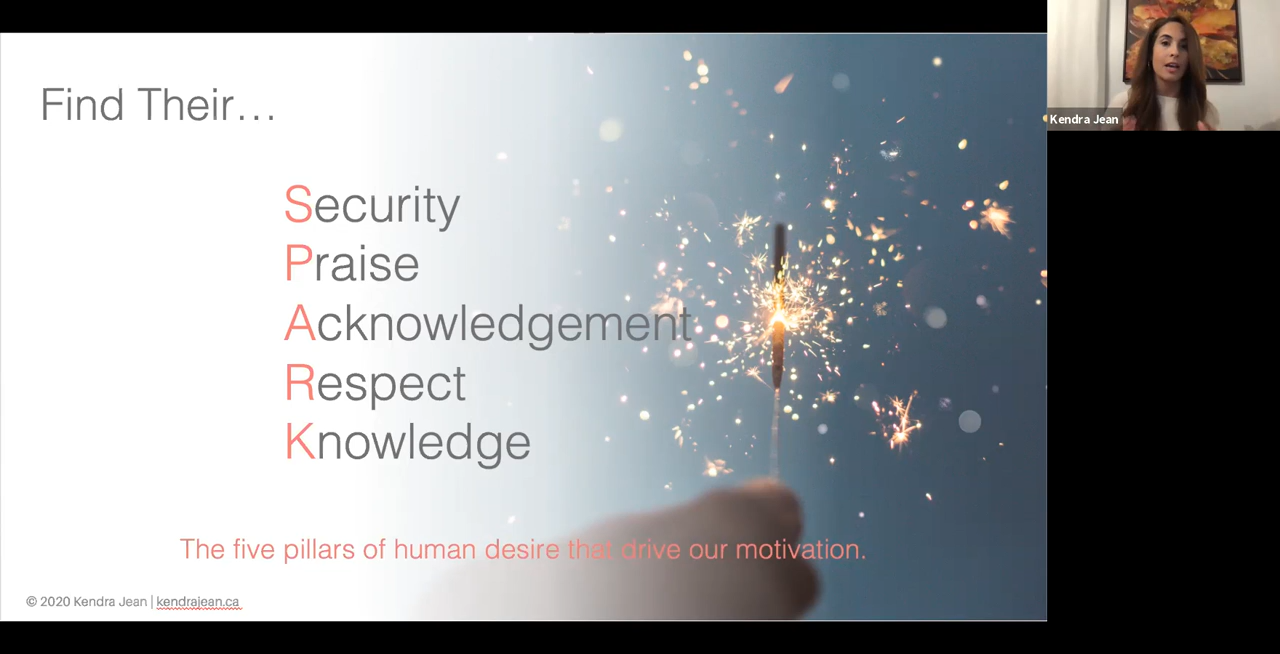 Find Their…
Security
Praise
Acknowledgement
Respect
Knowledge
The five pillars of human desire that drive our motivation.
© 2020 Kendra Jean | kendrajean.ca
Kendra Jean